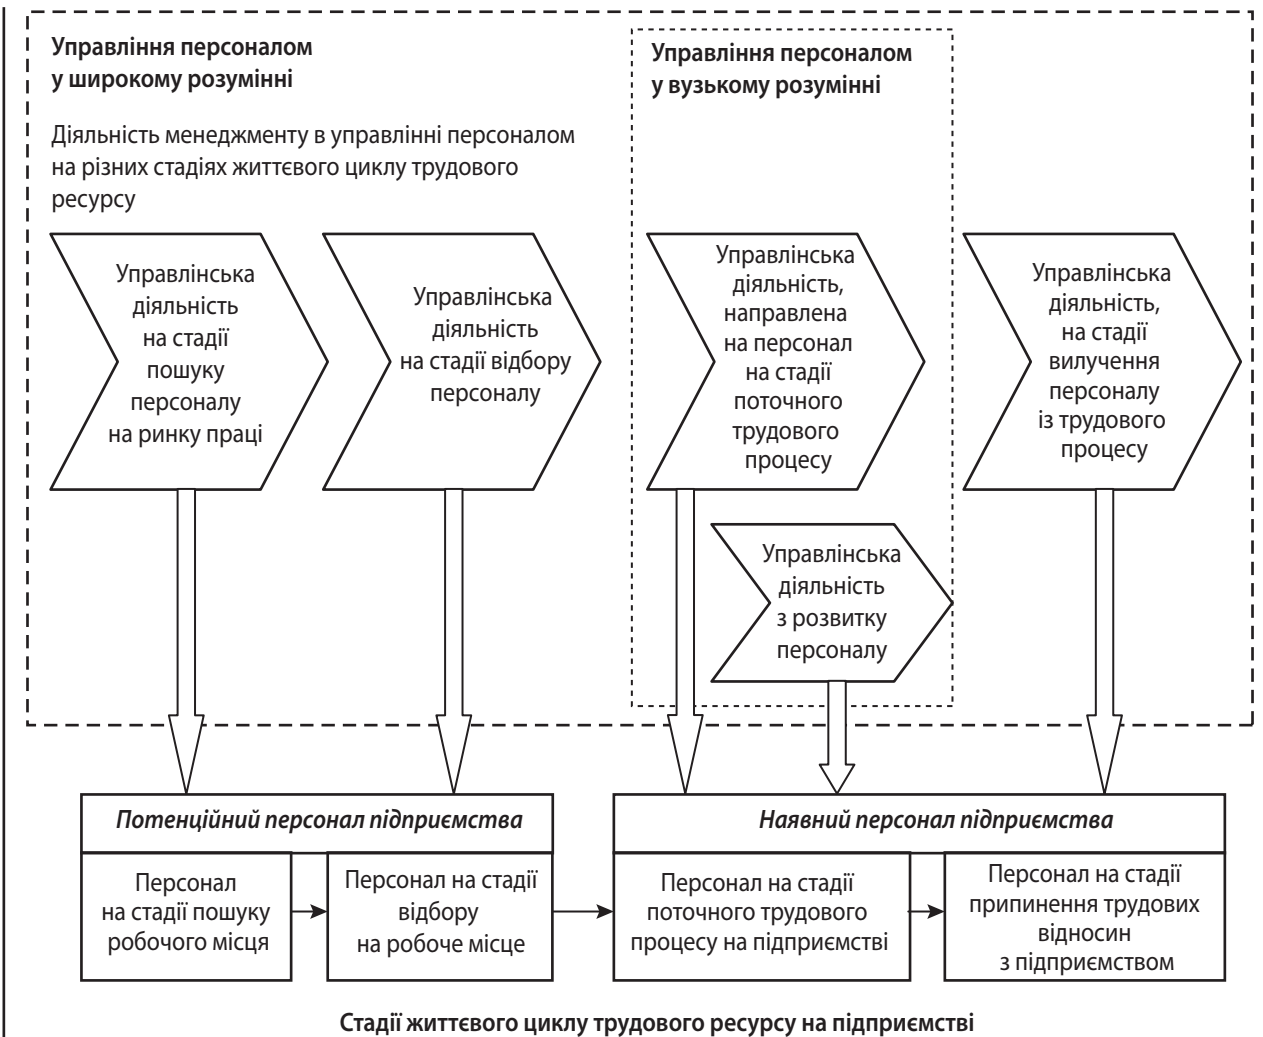 Управління персоналом
у широкому розумінні
Управління персоналом
у вузькому розумінні
Діяльність менеджменту в управлінні персоналом
на різних стадіях життєвого циклу трудового
ресурсу
Управлінська
діяльність
на стадії
пошуку
персоналу
на ринку праці
Управлінська
діяльність
на стадії відбору
персоналу
Управлінська
діяльність,
направлена
на персонал
на стадії
поточного
трудового
процесу
Управлінська
діяльність,
на стадії
вилучення
персоналу
із трудового
процесу
Управлінська
діяльність
з розвитку
персоналу
Потенційний персонал підприємства
Наявний персонал підприємства
Персонал
на стадії пошуку
робочого місця
Персонал на стадії
відбору
на робоче місце
Персонал на стадії
поточного трудового
процесу на підприємстві
Персонал на стадії
припинення трудових
відносин
з підприємством
Стадії життєвого циклу трудового ресурсу на підприємстві